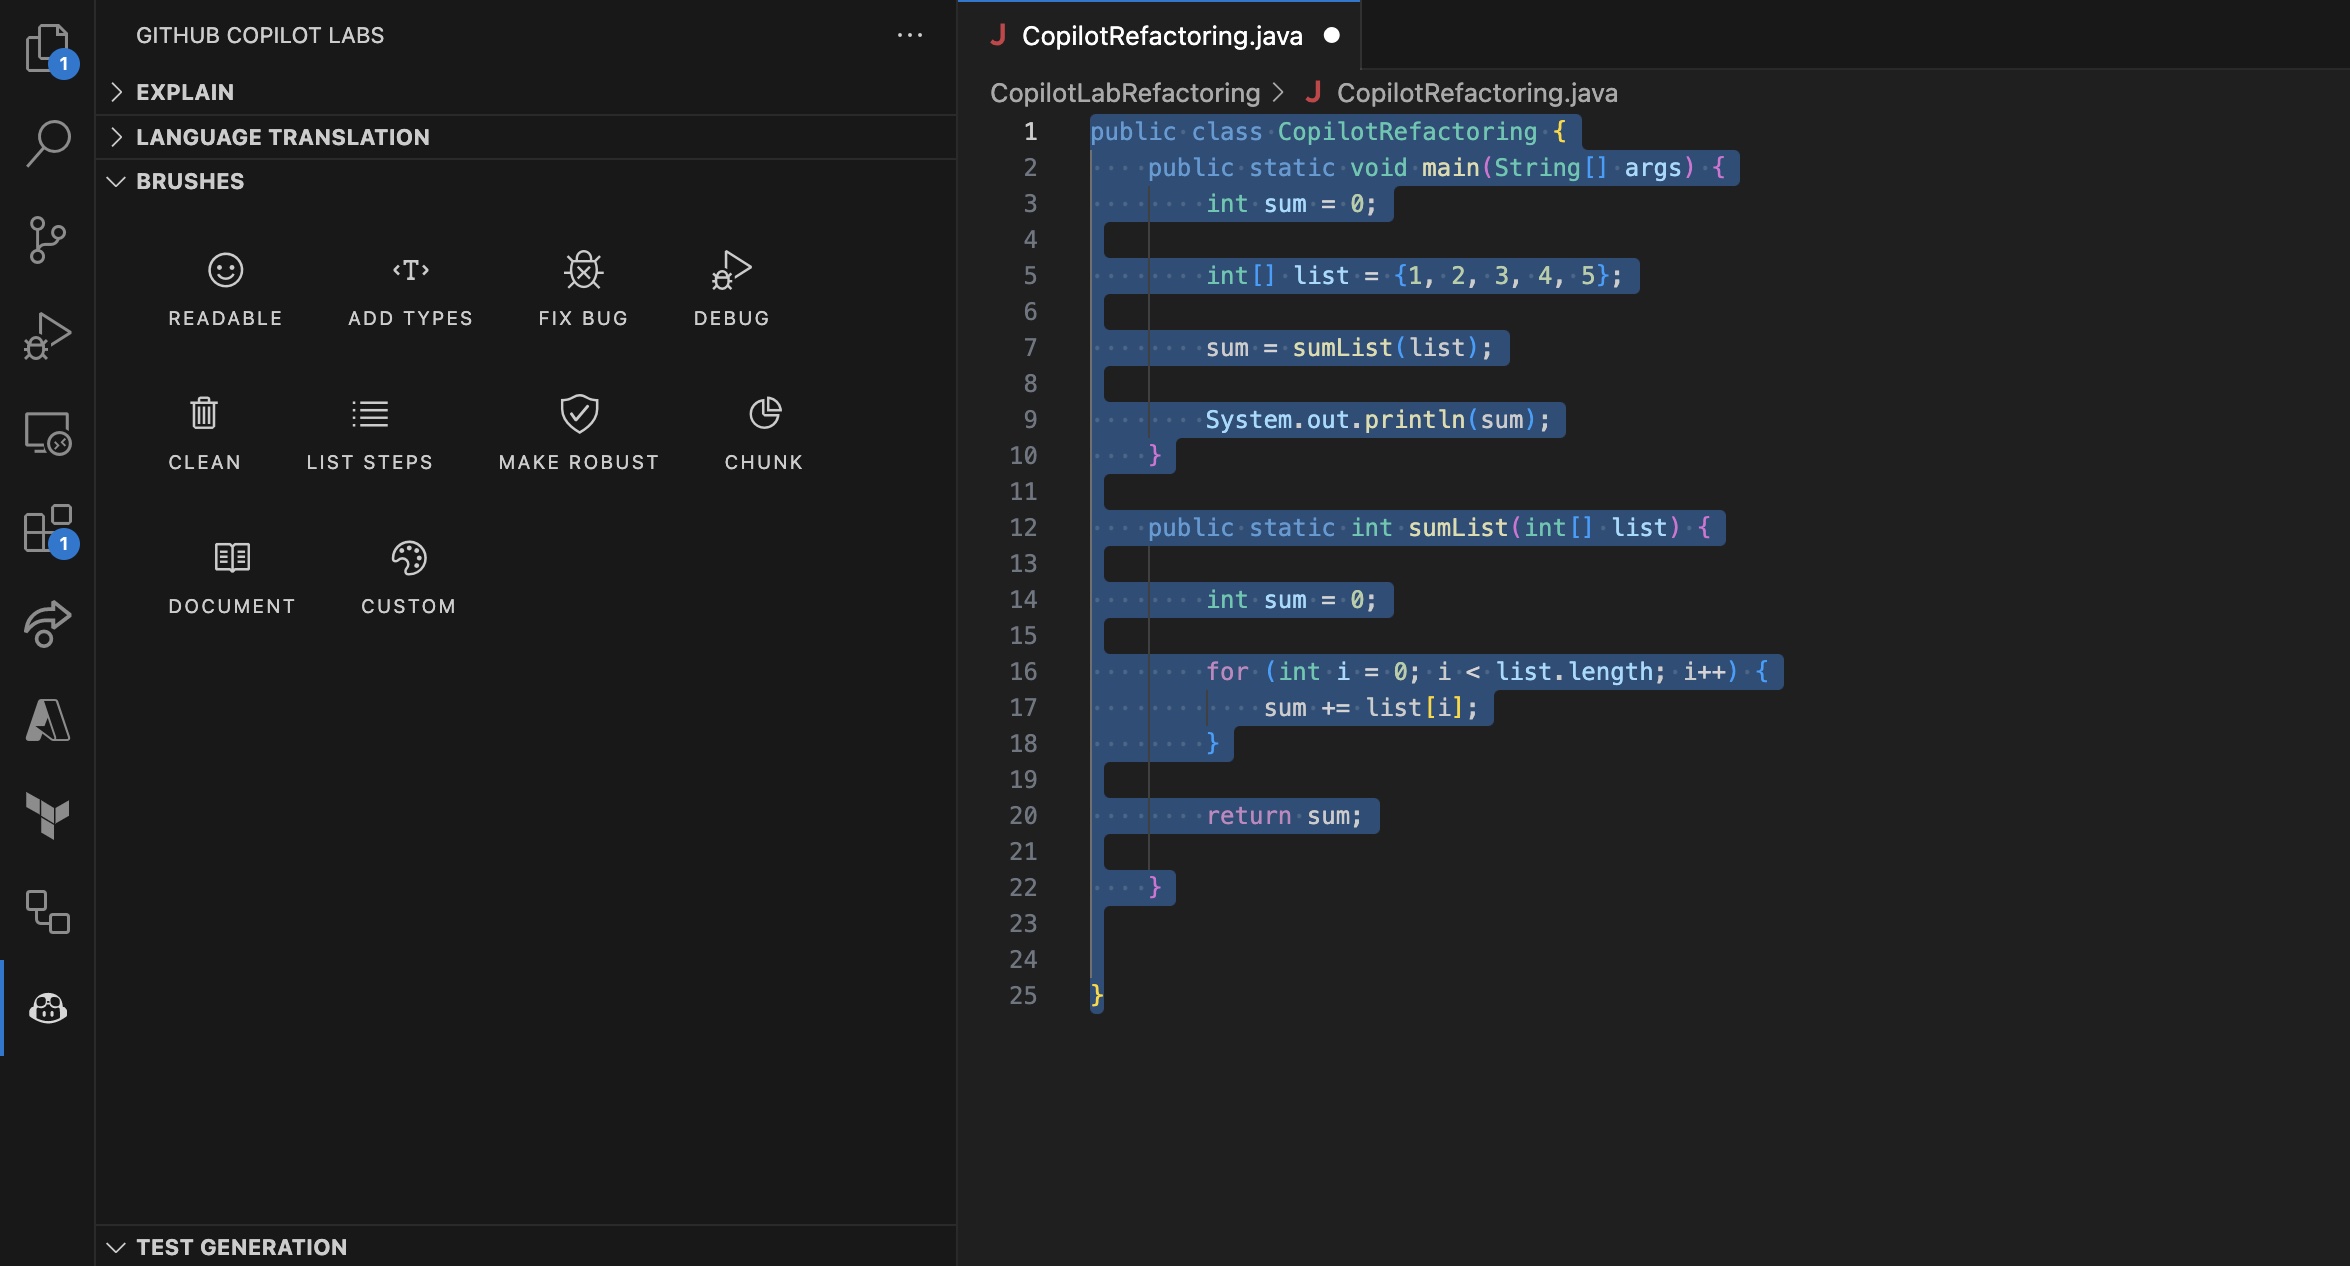 GITHUB COPILOT LABS
EXPLAIN
LANGUAGE TRANSLATION
BRUSHES
READABLE
ADD TYPES
FIX BUG
DEBUG
CLEAN
LIST STEPS
MAKE ROBUST
CHUNK
DOCUMENT
CUSTOM
TEST GENERATION
1
1
J CopilotRefactoring.java
CopilotLabRefactoring > J CopilotRefactoring.java
1 public class CopilotRefactoring {
2     public static void main(String[] args) {
3         int sum = 0;
4
5         int[] list = {1, 2, 3, 4, 5};
6
7         sum = sumList(list);
8
9         System.out.println(sum);
10     }
11
12     public static int sumList(int[] list) {
13
14         int sum = 0;
15
16         for (int i = 0; i < list.length; i++) {
17             sum += list[i];
18         }
19
20         return sum;
21
22     }
23
24
25 }